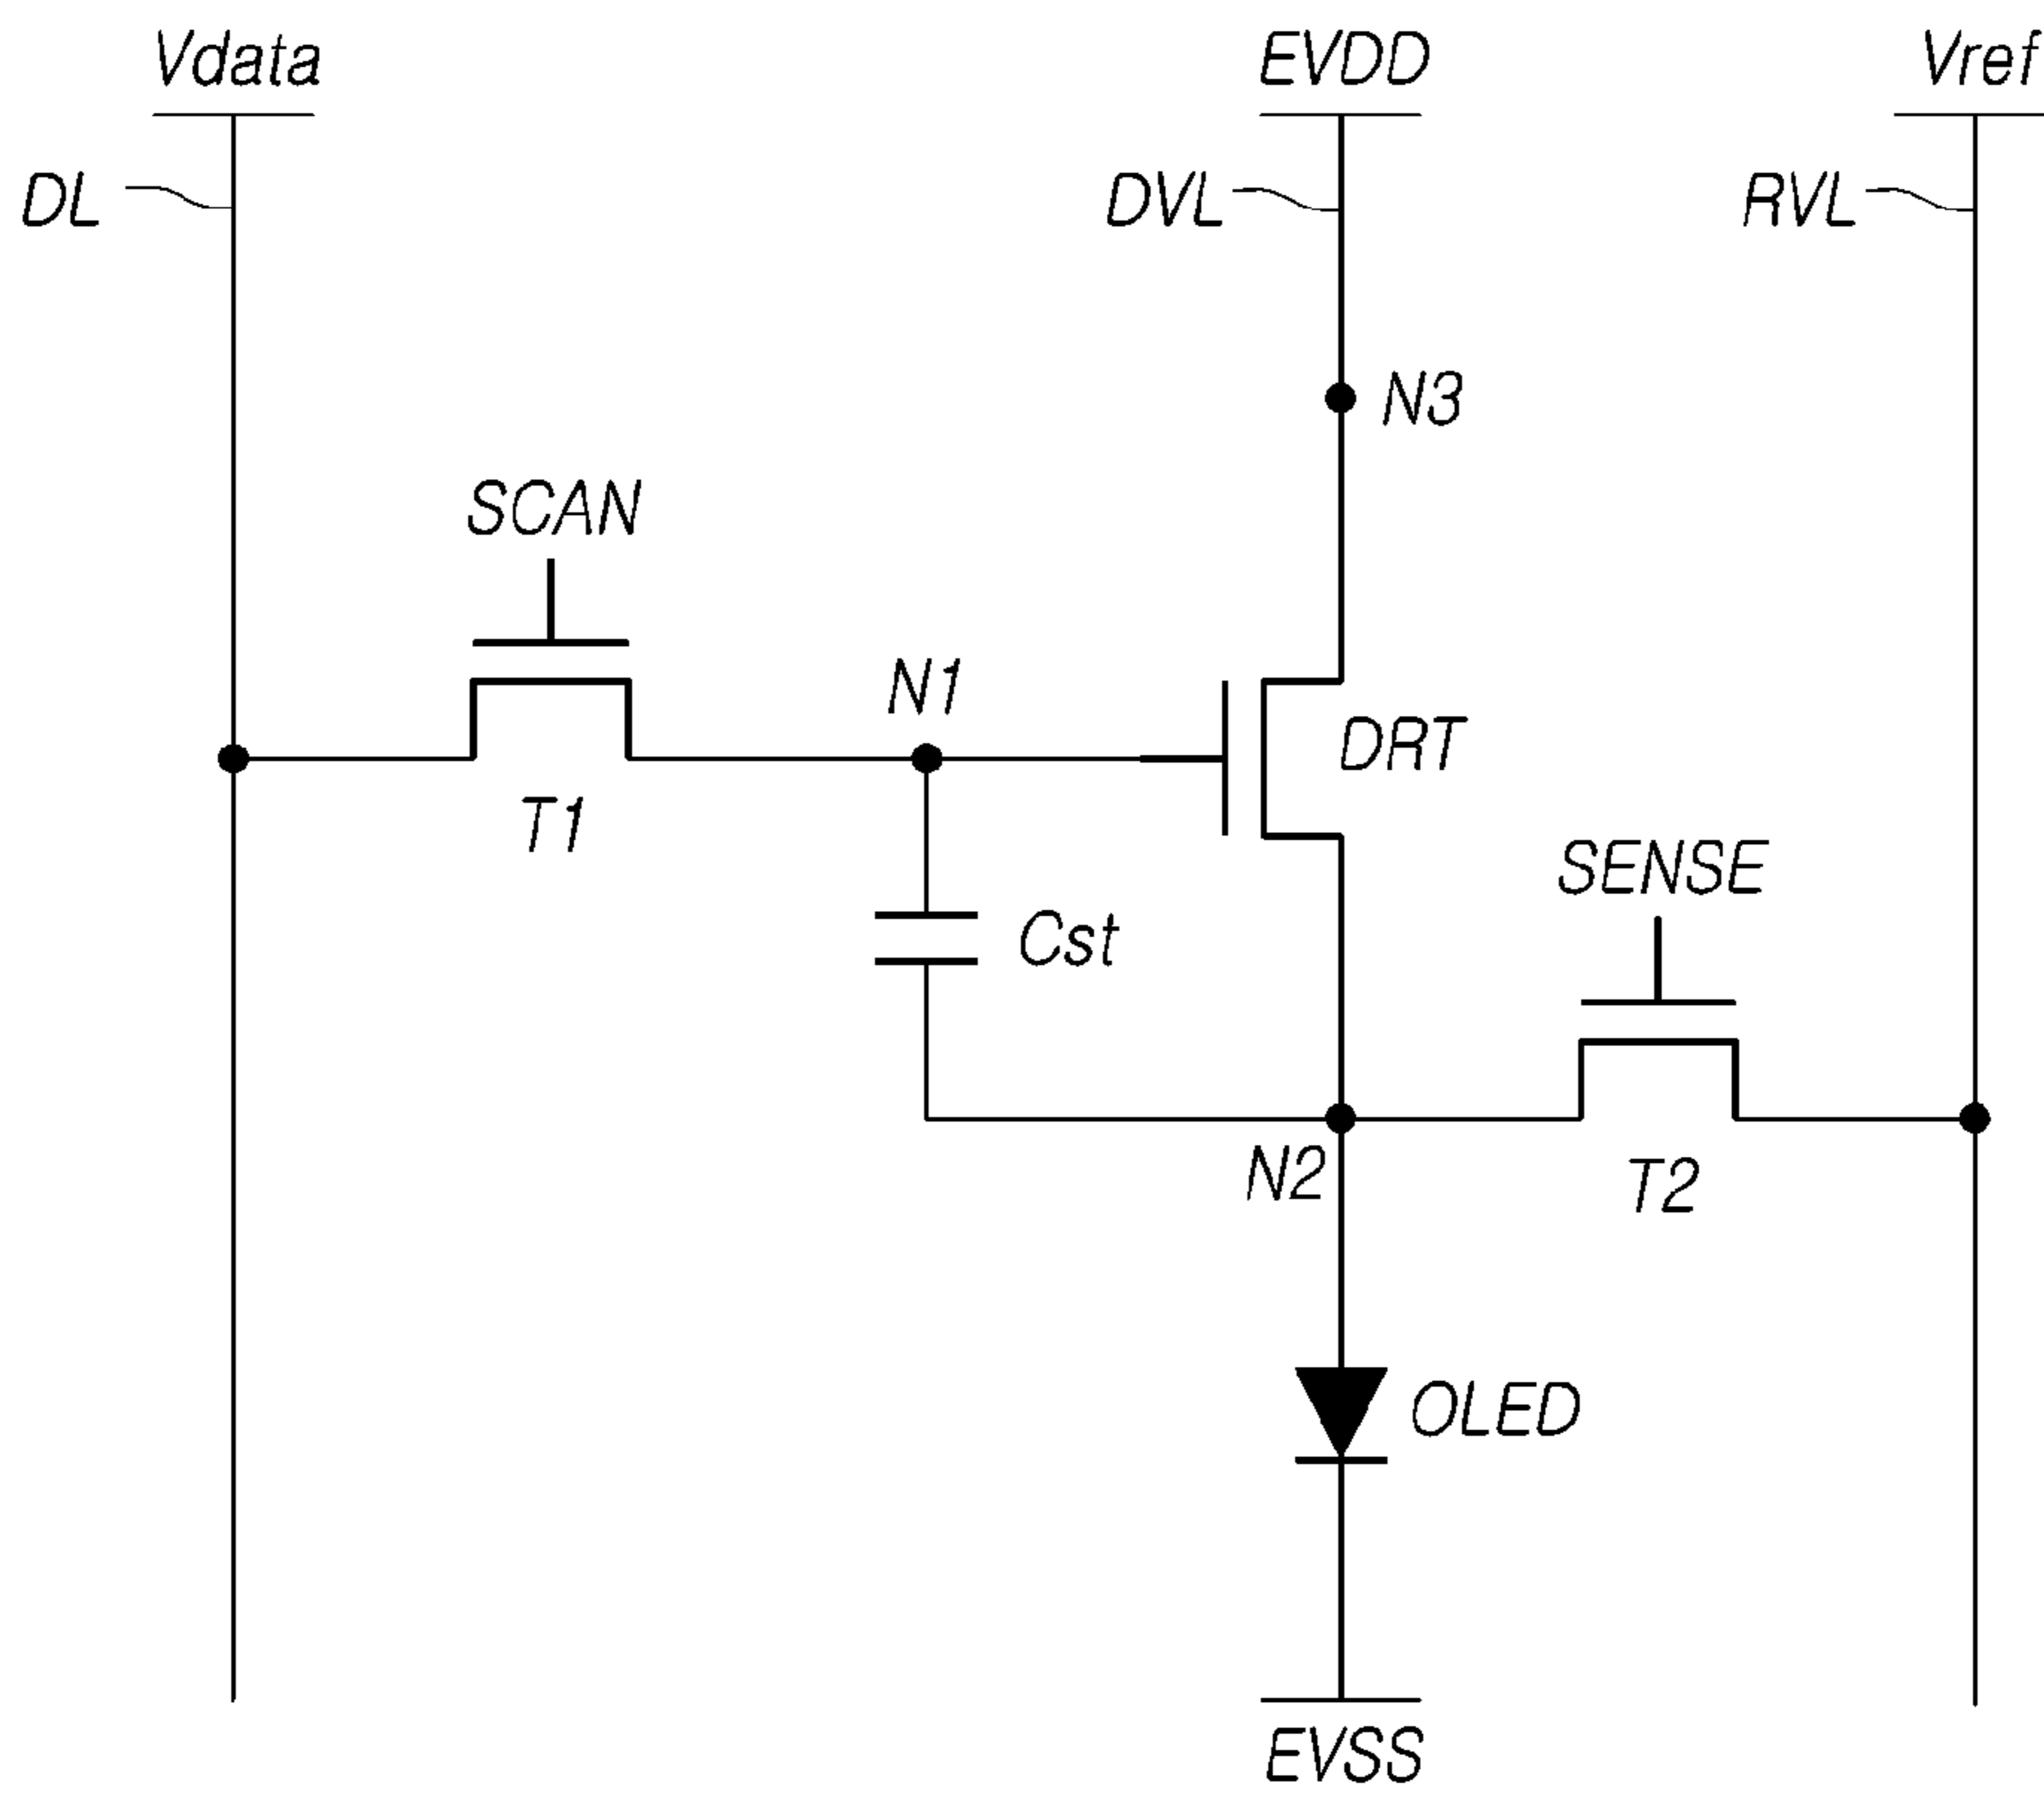 Vdata
EVDD
Vref
DL
DVL
RVL
N3
SCAN
N1
DRT
T1
SENSE
Cst
N2
T2
OLED
EVSS